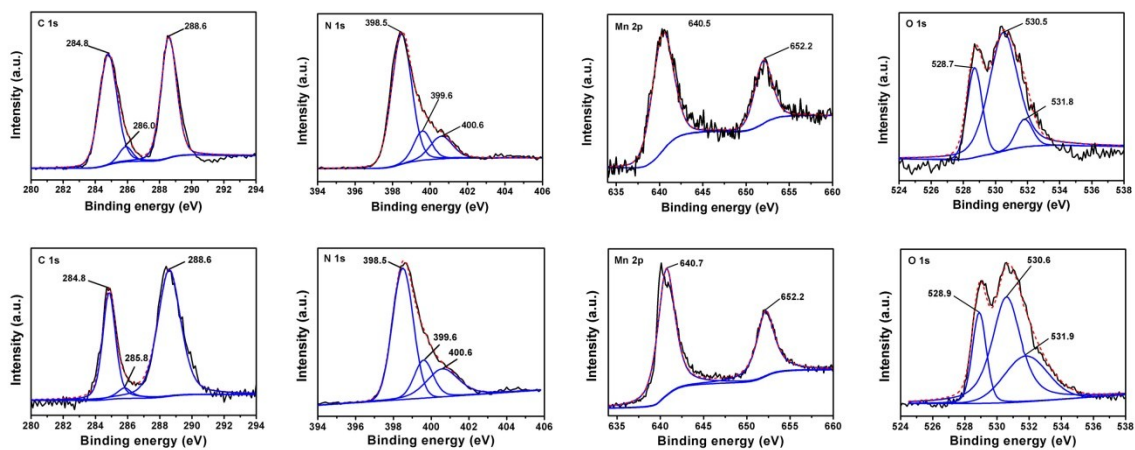 C 1s
284.8
288.6
286.0
Intensity (a.u.)
280 282 284 286 288 290 292 294
Binding energy (eV)
N 1s
398.5
399.6
400.6
Intensity (a.u.)
394 396 398 400 402 404 406
Binding energy (eV)
Mn 2p
640.5
652.2
Intensity (a.u.)
635 640 645 650 655 660
Binding energy (eV)
O 1s
530.5
528.7
531.8
Intensity (a.u.)
524 526 528 530 532 534 536 538
Binding energy (eV)
C 1s
288.6
284.8
285.8
Intensity (a.u.)
280 282 284 286 288 290 292 294
Binding energy (eV)
N 1s
398.5
399.6
400.6
Intensity (a.u.)
394 396 398 400 402 404 406
Binding energy (eV)
Mn 2p
640.7
652.2
Intensity (a.u.)
635 640 645 650 655 660
Binding energy (eV)
O 1s
530.6
528.9
531.9
Intensity (a.u.)
524 526 528 530 532 534 536 538
Binding energy (eV)